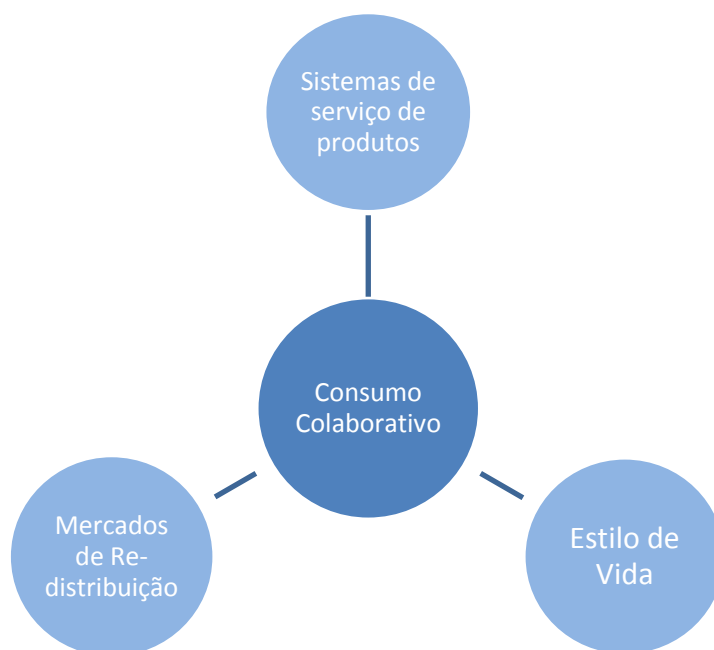 Sistemas de
serviço de
produtos
Consumo
Colaborativo
Mercados
de Re-
distribuição
Estilo de
Vida